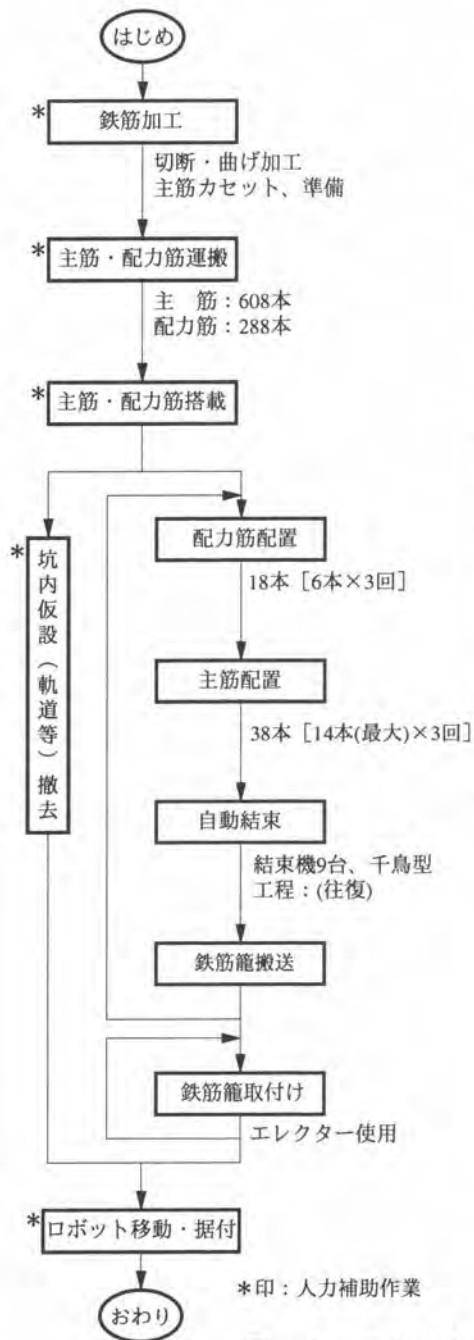 はじめ
*鉄筋加工
切断・曲げ加工
主筋カセット、準備
*主筋・配力筋運搬
主　筋：608本
配力筋：288本
*主筋・配力筋搭載
*坑内仮設（軌道等）撤去
配力筋配置
18本［6本×3回］
主筋配置
38本［14本(最大)×3回］
自動結束
結束機9台、千鳥型
工程：(往復)
鉄筋籠搬送
鉄筋籠取付け
エレクター使用
*ロボット移動・据付
*印：人力補助作業
おわり